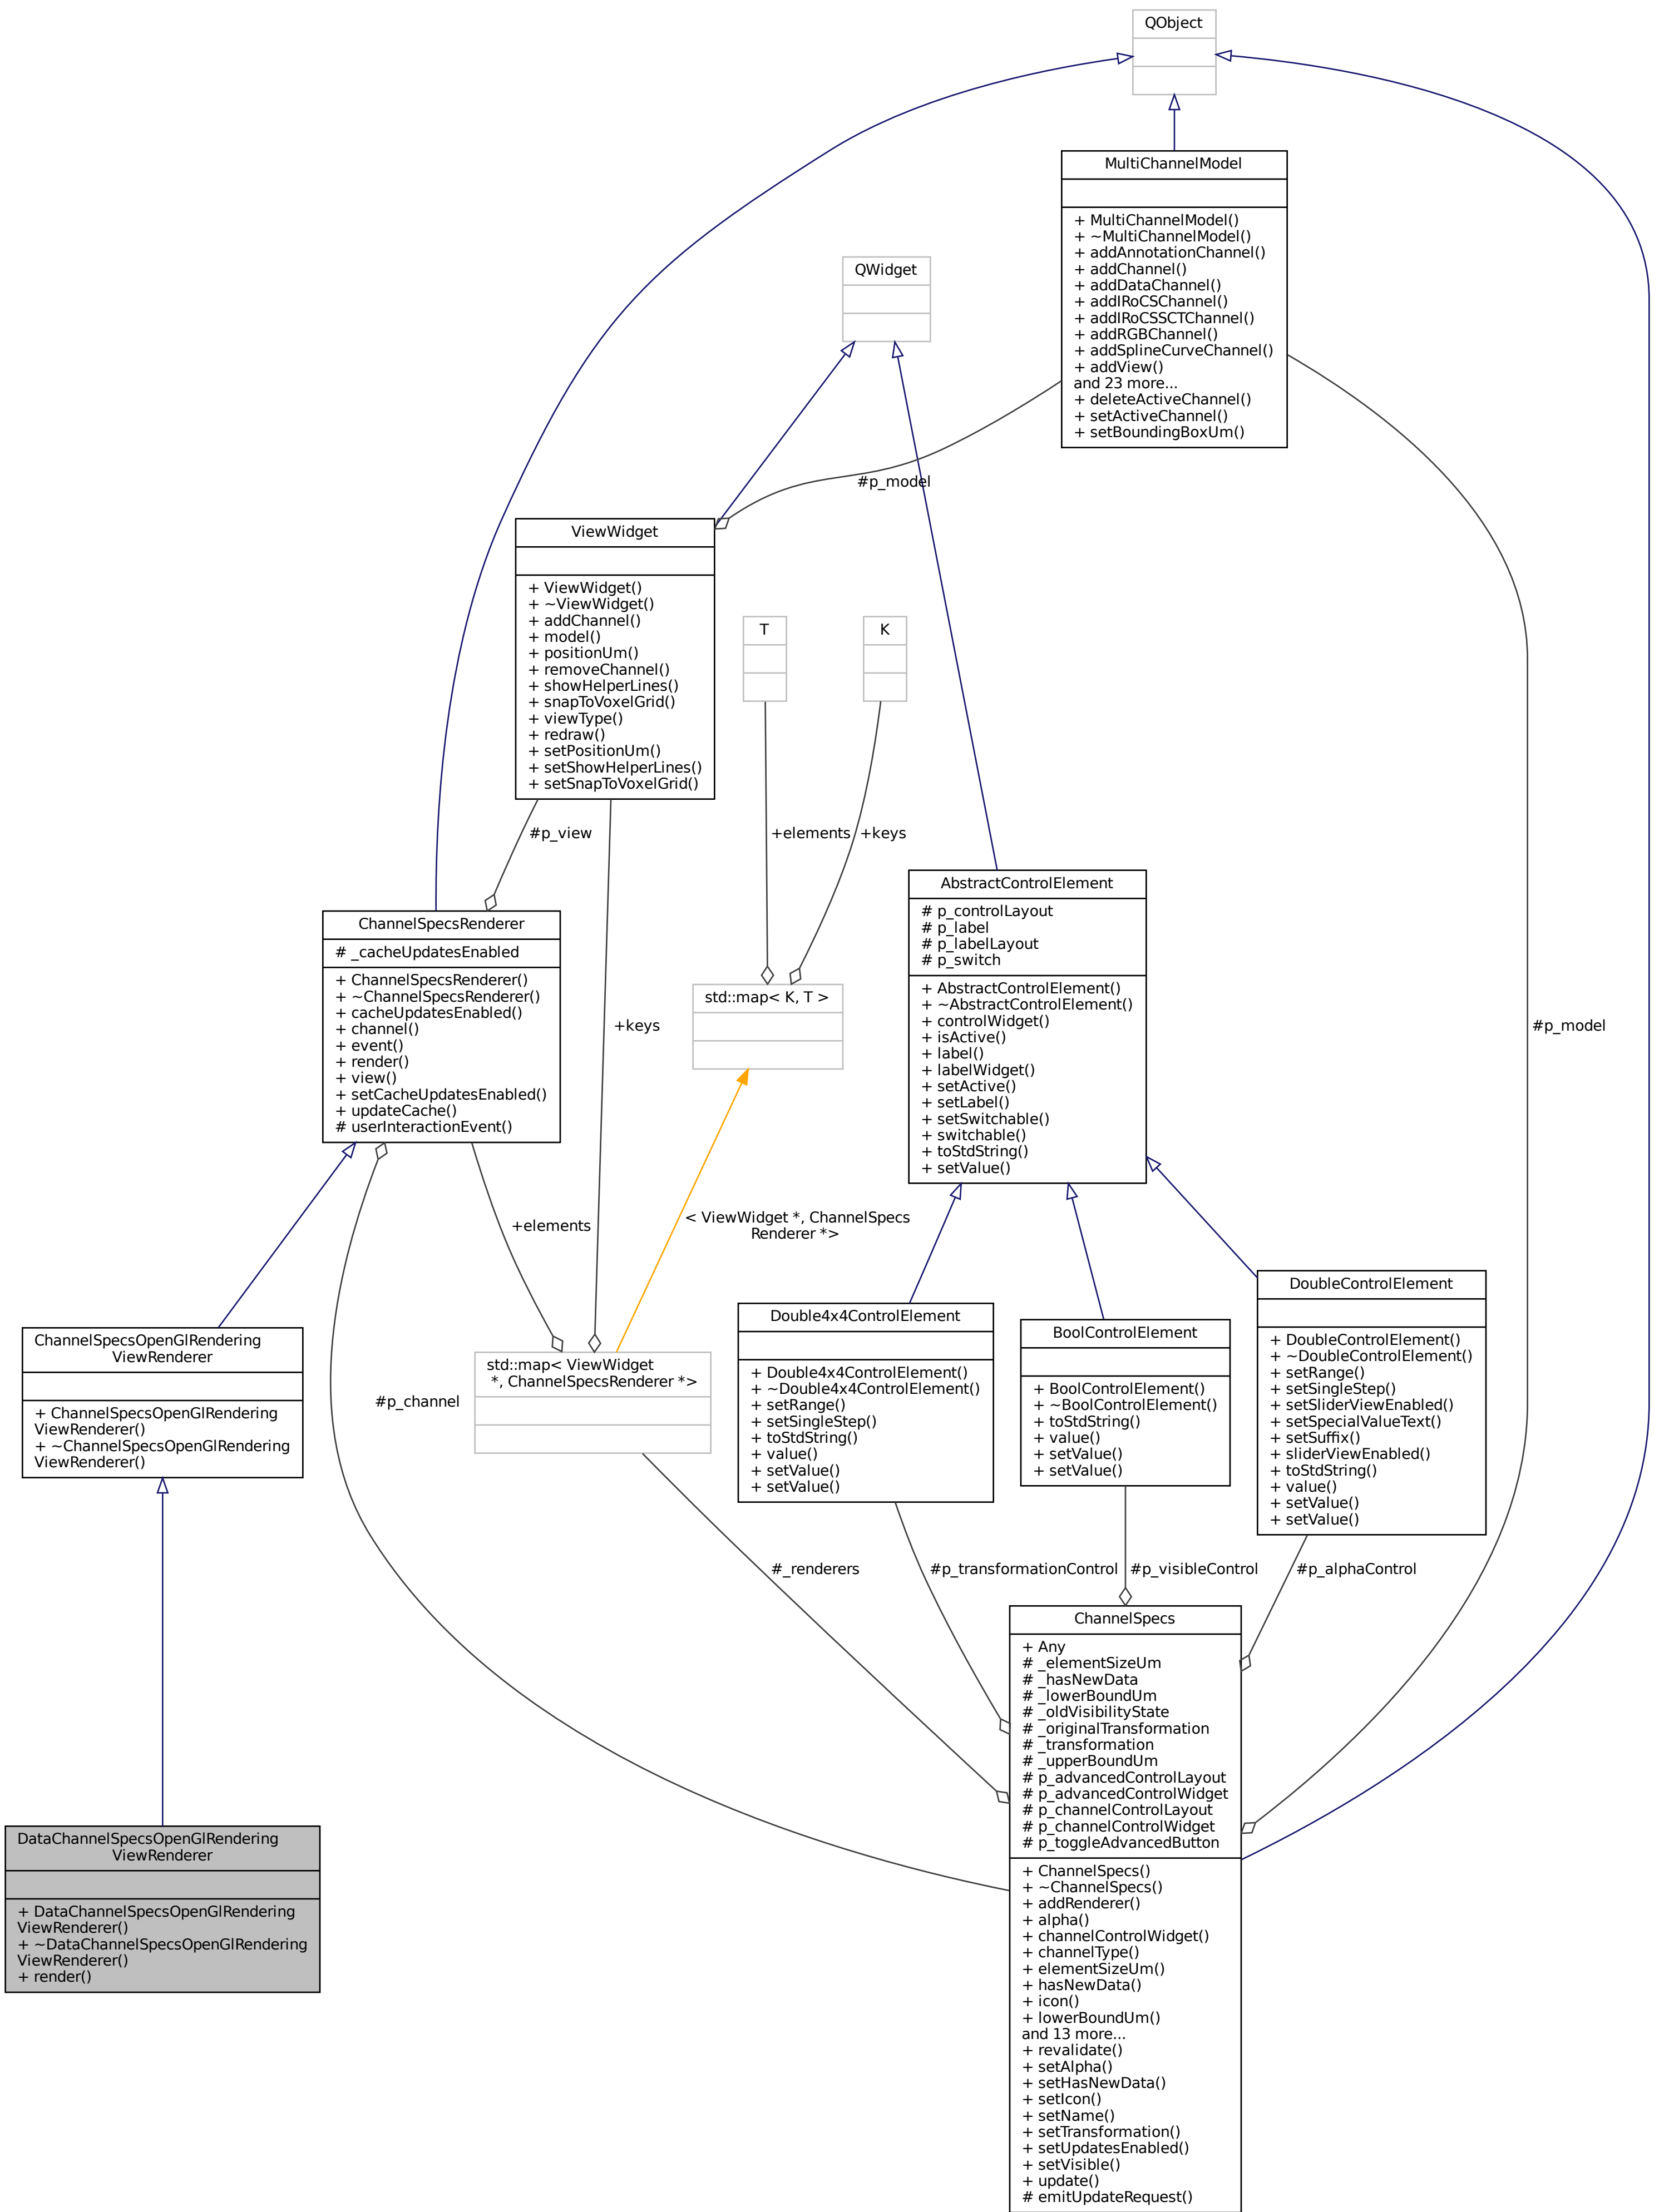 QObject
MultiChannelModel
+ MultiChannelModel()
+ ~MultiChannelModel()
+ addAnnotationChannel()
+ addChannel()
+ addDataChannel()
+ addIRoCSChannel()
+ addIRoCSSCTChannel()
+ addRGBChannel()
+ addSplineCurveChannel()
+ addView()
and 23 more...
+ deleteActiveChannel()
+ setActiveChannel()
+ setBoundingBoxUm()
QWidget
#p_model
ViewWidget
+ ViewWidget()
+ ~ViewWidget()
+ addChannel()
+ model()
+ positionUm()
+ removeChannel()
+ showHelperLines()
+ snapToVoxelGrid()
+ viewType()
+ redraw()
+ setPositionUm()
+ setShowHelperLines()
+ setSnapToVoxelGrid()
T
K
#p_view
+elements
+keys
AbstractControlElement
# p_controlLayout
# p_label
# p_labelLayout
# p_switch
+ AbstractControlElement()
+ ~AbstractControlElement()
+ controlWidget()
+ isActive()
+ label()
+ labelWidget()
+ setActive()
+ setLabel()
+ setSwitchable()
+ switchable()
+ toStdString()
+ setValue()
ChannelSpecsRenderer
# _cacheUpdatesEnabled
+ ChannelSpecsRenderer()
+ ~ChannelSpecsRenderer()
+ cacheUpdatesEnabled()
+ channel()
+ event()
+ render()
+ view()
+ setCacheUpdatesEnabled()
+ updateCache()
# userInteractionEvent()
std::map< K, T >
+keys
#p_model
+elements
< ViewWidget *, ChannelSpecs
Renderer *>
ChannelSpecsOpenGlRendering
ViewRenderer
+ ChannelSpecsOpenGlRendering
ViewRenderer()
+ ~ChannelSpecsOpenGlRendering
ViewRenderer()
#p_channel
std::map< ViewWidget
*, ChannelSpecsRenderer *>
Double4x4ControlElement
+ Double4x4ControlElement()
+ ~Double4x4ControlElement()
+ setRange()
+ setSingleStep()
+ toStdString()
+ value()
+ setValue()
+ setValue()
BoolControlElement
+ BoolControlElement()
+ ~BoolControlElement()
+ toStdString()
+ value()
+ setValue()
+ setValue()
DoubleControlElement
+ DoubleControlElement()
+ ~DoubleControlElement()
+ setRange()
+ setSingleStep()
+ setSliderViewEnabled()
+ setSpecialValueText()
+ setSuffix()
+ sliderViewEnabled()
+ toStdString()
+ value()
+ setValue()
+ setValue()
#_renderers
#p_transformationControl
#p_visibleControl
#p_alphaControl
ChannelSpecs
+ Any
# _elementSizeUm
# _hasNewData
# _lowerBoundUm
# _oldVisibilityState
# _originalTransformation
# _transformation
# _upperBoundUm
# p_advancedControlLayout
# p_advancedControlWidget
# p_channelControlLayout
# p_channelControlWidget
# p_toggleAdvancedButton
+ ChannelSpecs()
+ ~ChannelSpecs()
+ addRenderer()
+ alpha()
+ channelControlWidget()
+ channelType()
+ elementSizeUm()
+ hasNewData()
+ icon()
+ lowerBoundUm()
and 13 more...
+ revalidate()
+ setAlpha()
+ setHasNewData()
+ setIcon()
+ setName()
+ setTransformation()
+ setUpdatesEnabled()
+ setVisible()
+ update()
# emitUpdateRequest()
DataChannelSpecsOpenGlRendering
ViewRenderer
+ DataChannelSpecsOpenGlRendering
ViewRenderer()
+ ~DataChannelSpecsOpenGlRendering
ViewRenderer()
+ render()